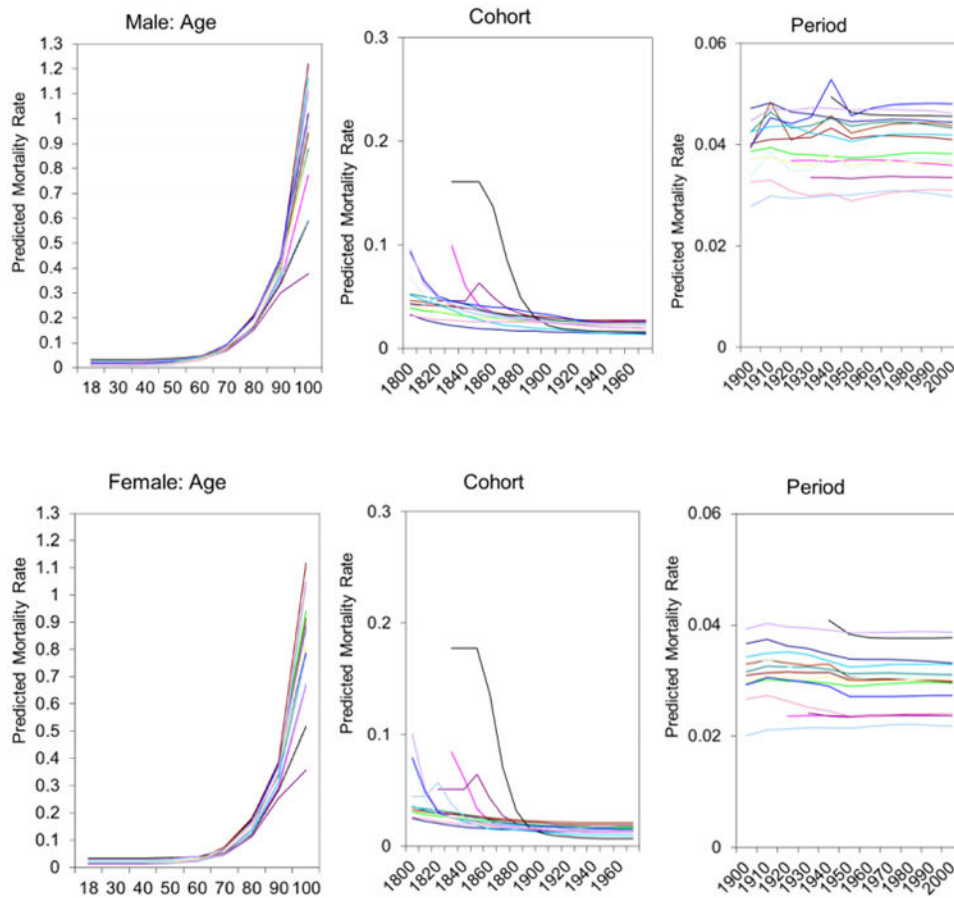 Male: Age
Predicted Mortality Rate
1.3
1.2
1.1
1
0.9
0.8
0.7
0.6
0.5
0.4
0.3
0.2
0.1
0
18 30 40 50 60 70 80 90 100
Cohort
Predicted Mortality Rate
0.3
0.2
0.1
0
1800 1820 1840 1860 1880 1900 1920 1940 1960
Period
Predicted Mortality Rate
0.06
0.04
0.02
0
1900 1910 1920 1930 1940 1950 1960 1970 1980 1990 2000
Female: Age
Predicted Mortality Rate
1.3
1.2
1.1
1
0.9
0.8
0.7
0.6
0.5
0.4
0.3
0.2
0.1
0
18 30 40 50 60 70 80 90 100
Cohort
Predicted Mortality Rate
0.3
0.2
0.1
0
1800 1820 1840 1860 1880 1900 1920 1940 1960
Period
Predicted Mortality Rate
0.06
0.04
0.02
0
1900 1910 1920 1930 1940 1950 1960 1970 1980 1990 2000